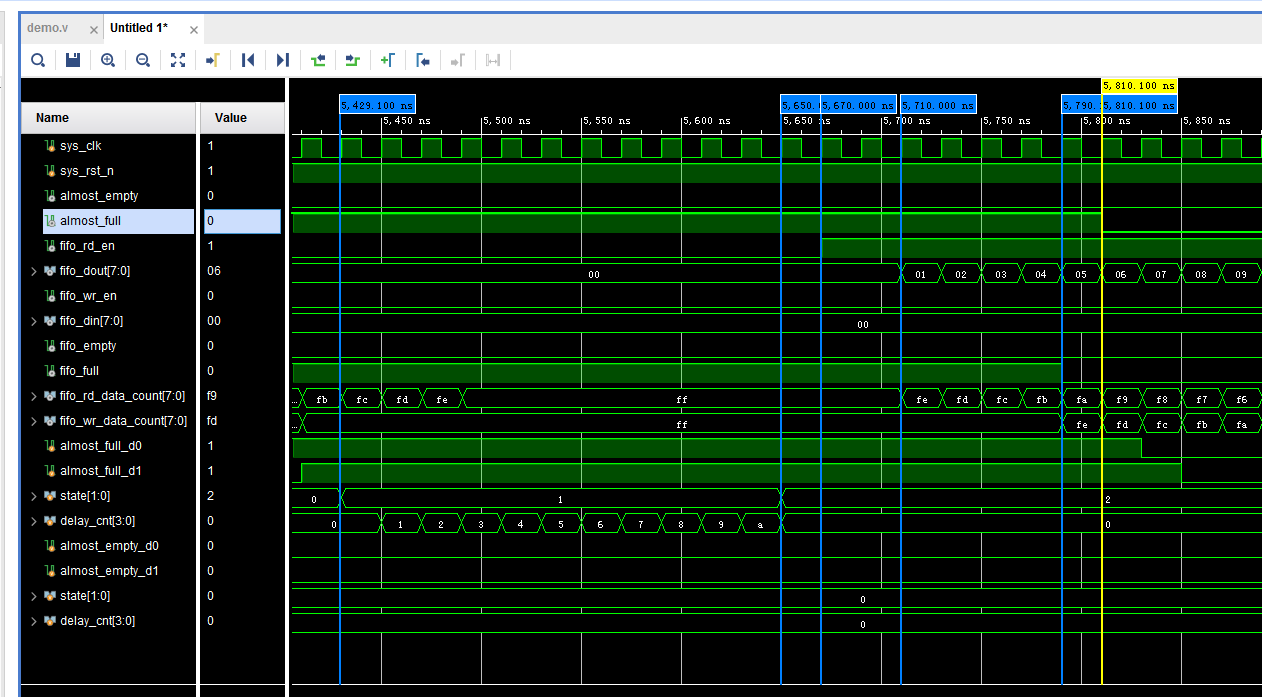 demo.v × Untitled 1* ×
5,810.100 ns
5,429.100 ns 5,650. 5,670.000 ns 5,710.000 ns 5,790. 5,810.100 ns
Name Value 5,450 ns 5,500 ns 5,550 ns 5,600 ns 5,650 ns 5,700 ns 5,750 ns 5,800 ns 5,850 ns
sys_clk 1
sys_rst_n 1
almost_empty 0
almost_full 0
fifo_rd_en 1
fifo_dout[7:0] 06 00 01 02 03 04 05 06 07 08 09
fifo_wr_en 0
fifo_din[7:0] 00 00
fifo_empty 0
fifo_full 0
fifo_rd_data_count[7:0] f9 ... fb fc fd fe ff fe fd fc fb fa f9 f8 f7 f6
fifo_wr_data_count[7:0] fd ... ff fe fd fc fb fa
almost_full_d0 1
almost_full_d1 1
state[1:0] 2 0 1 2
delay_cnt[3:0] 0 0 1 2 3 4 5 6 7 8 9 a 0
almost_empty_d0 0
almost_empty_d1 0
state[1:0] 0 0
delay_cnt[3:0] 0 0